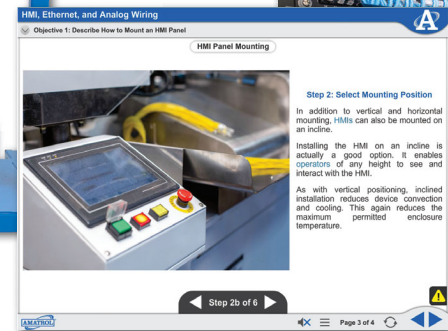 HMI, Ethernet, and Analog Wiring
A
Objective 1: Describe How to Mount an HMI Panel
HMI Panel Mounting
Step 2: Select Mounting Position
In addition to vertical and horizontal
mounting, HMIs can also be mounted on
an incline.
Installing the HMI on an incline is
actually a good option. It enables
operators of any height to see and
interact with the HMI.
As with vertical positioning, inclined
installation reduces device convection
and cooling. This again reduces the
maximum permitted enclosure
temperature.
Step 2b of 6
AMATROL
Page 3 of 4